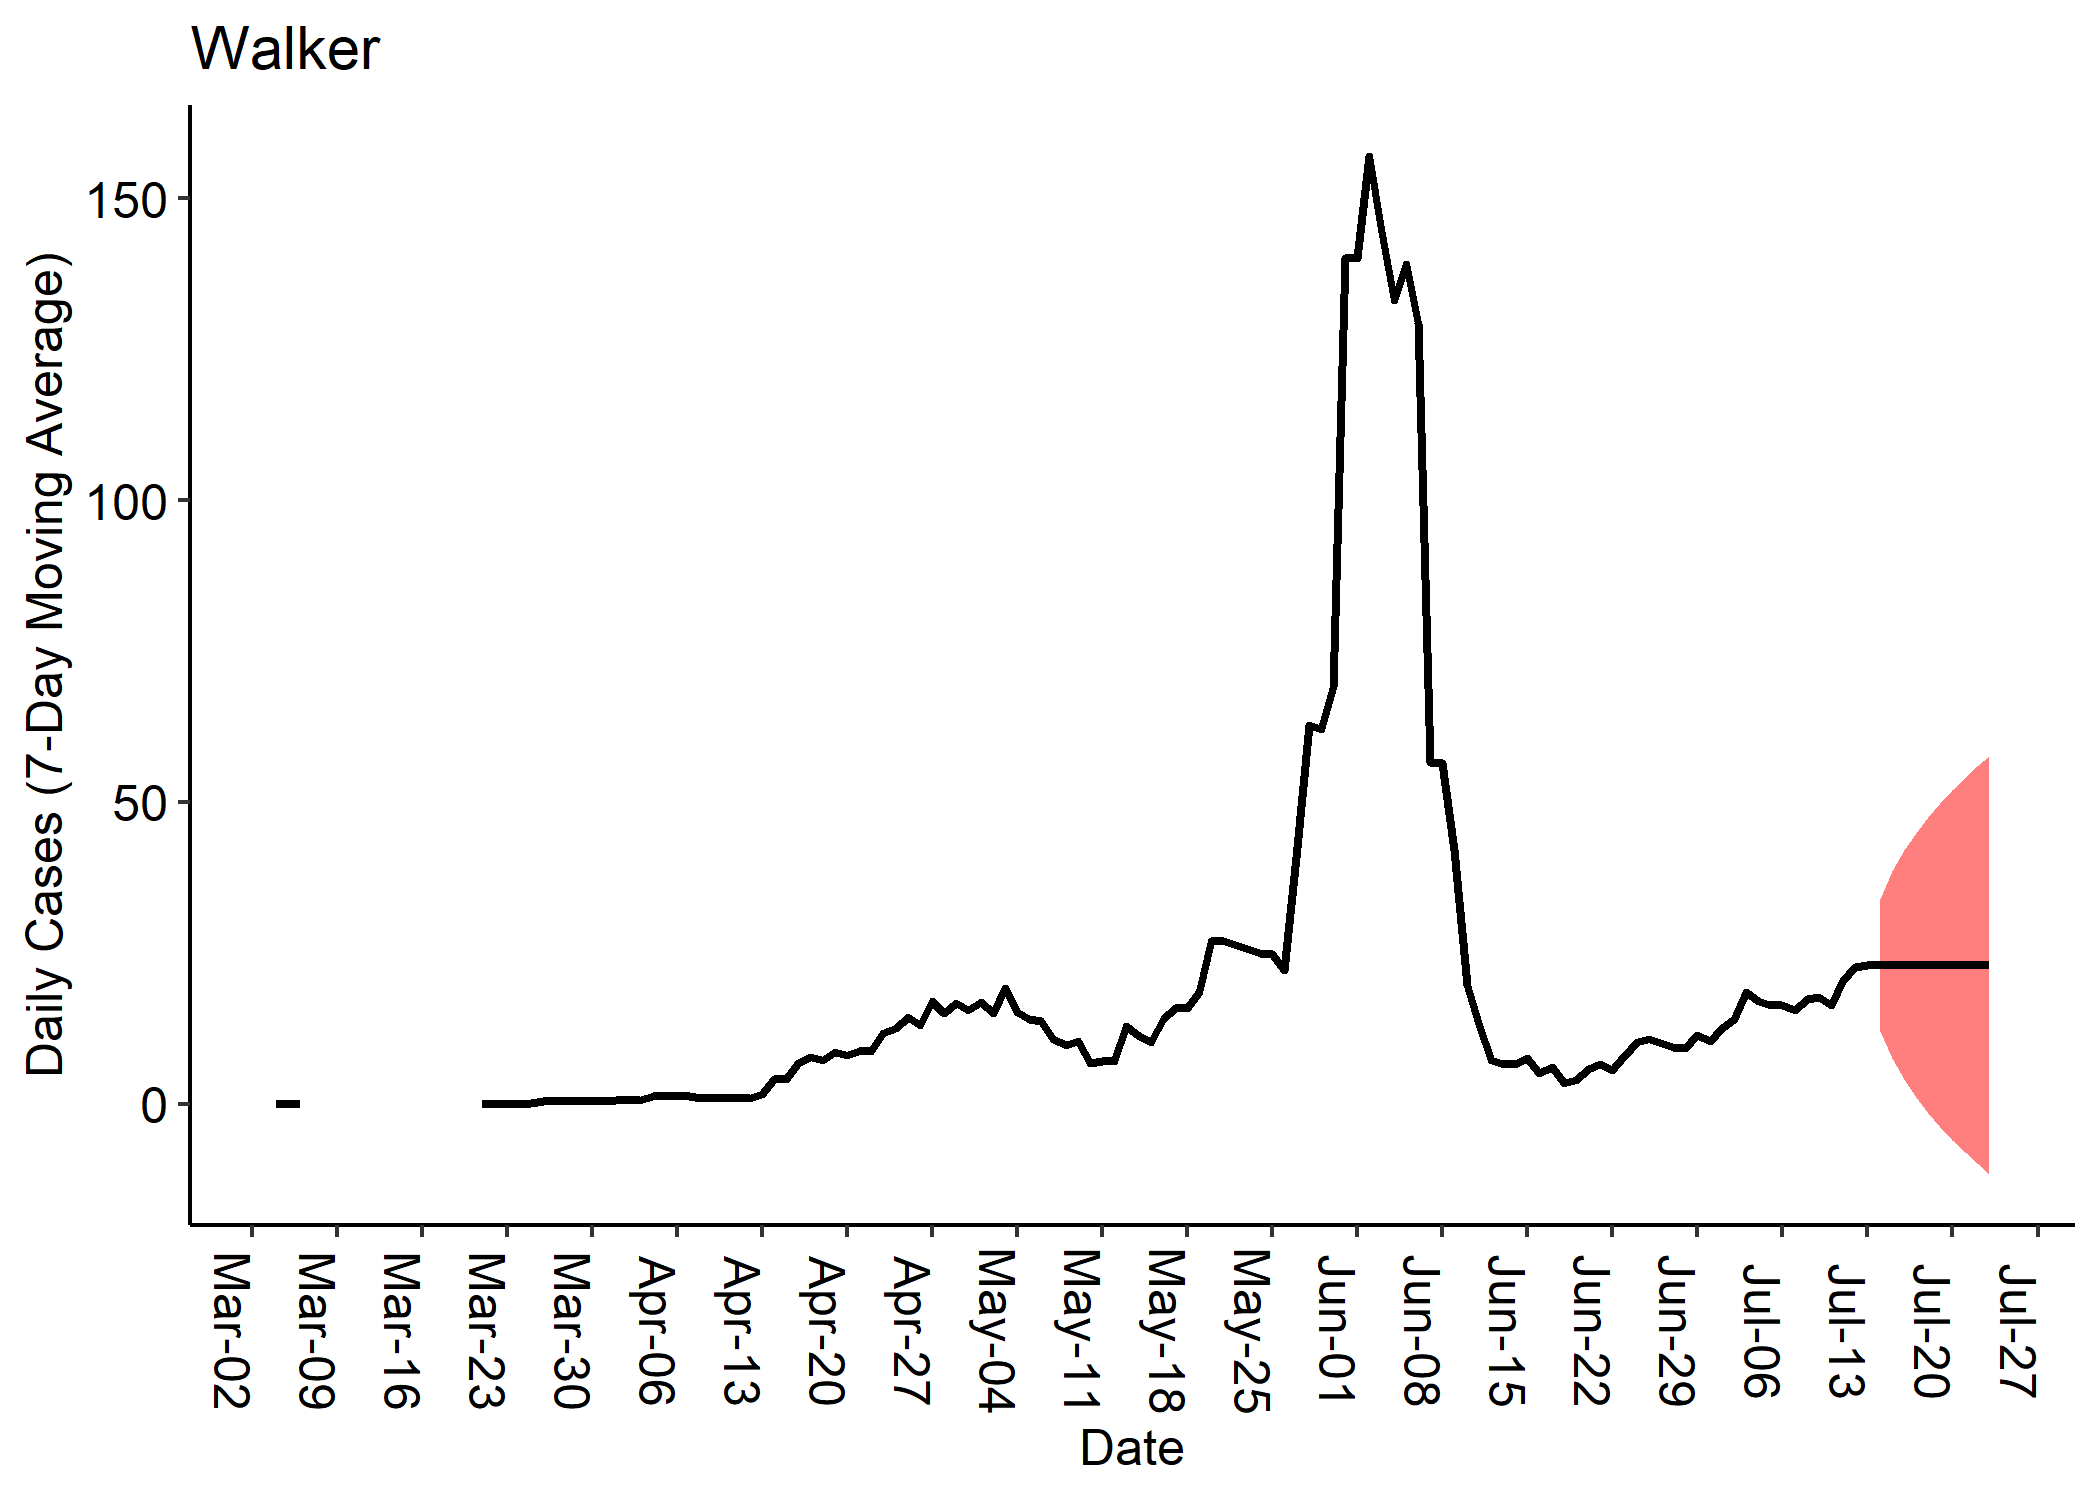 Walker
Daily Cases (7-Day Moving Average)
150
100
50
0
Mar-02
Mar-09
Mar-16
Mar-23
Mar-30
Apr-06
Apr-13
Apr-20
Apr-27
May-04
May-11
May-18
May-25
Jun-01
Jun-08
Jun-15
Jun-22
Jun-29
Jul-06
Jul-13
Jul-20
Jul-27
Date